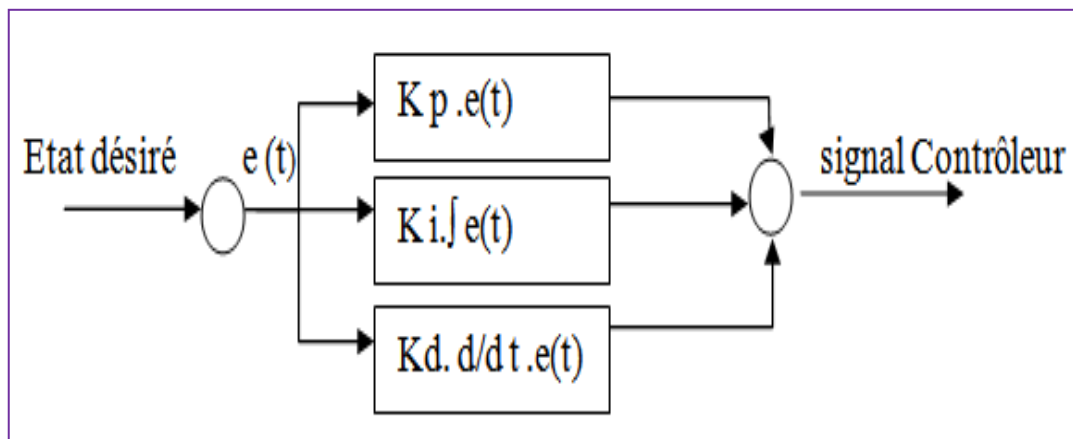 K p .e(t)
Etat désiré
e (t)
signal Contrôleur
K i.∫ e(t)
Kd. d/d t .e(t)